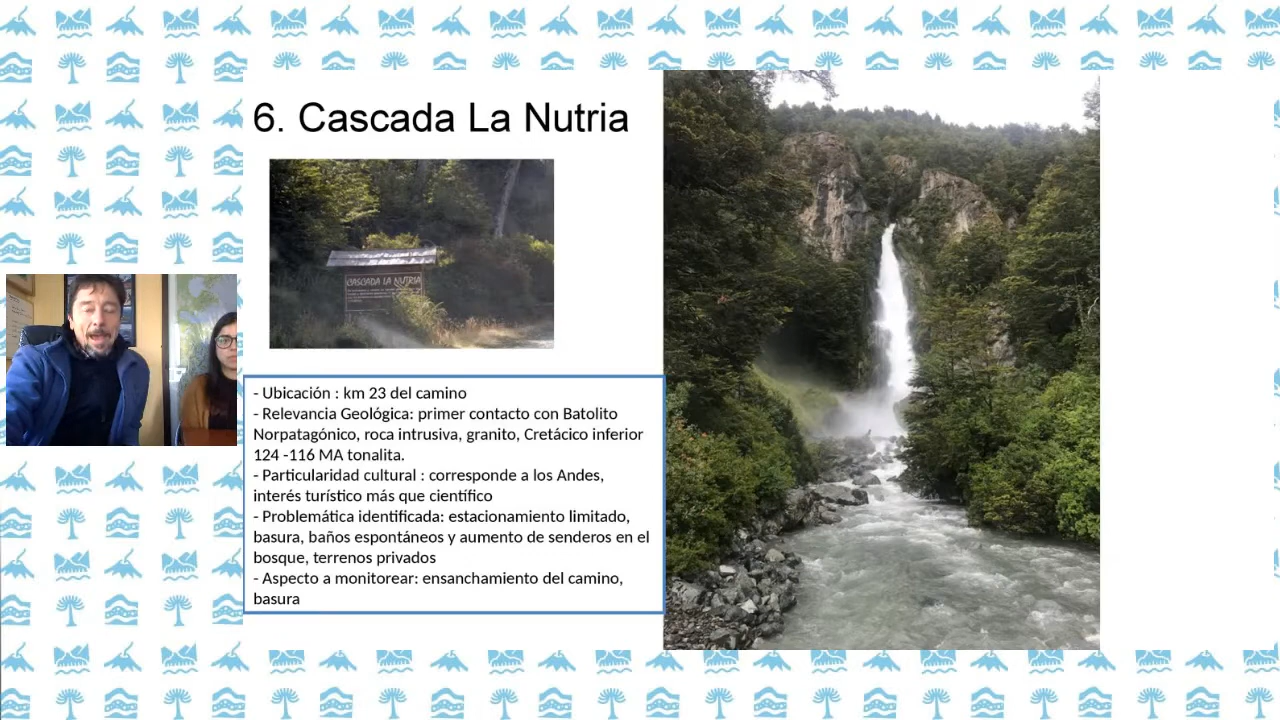 6. Cascada La Nutria
CASCADA LA NUTRIA
- Ubicación : km 23 del camino
- Relevancia Geológica: primer contacto con Batolito
Norpatagónico, roca intrusiva, granito, Cretácico inferior
124 -116 MA tonalita.
- Particularidad cultural : corresponde a los Andes,
interés turístico más que científico
- Problemática identificada: estacionamiento limitado,
basura, baños espontáneos y aumento de senderos en el
bosque, terrenos privados
- Aspecto a monitorear: ensanchamiento del camino,
basura